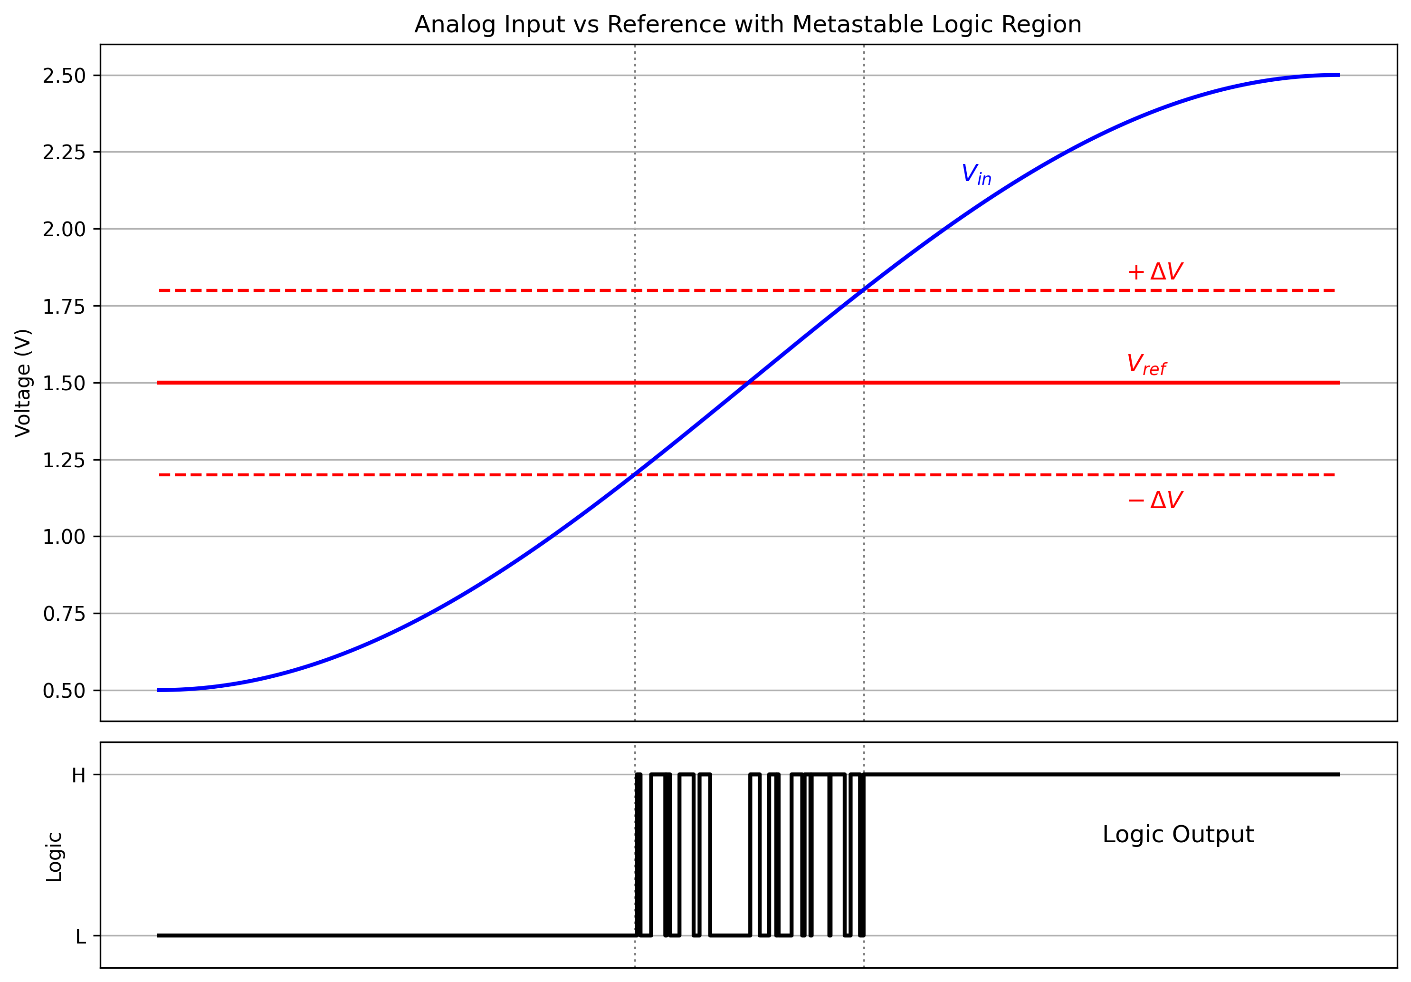 Analog Input vs Reference with Metastable Logic Region
Voltage (V)
2.50
2.25
2.00
1.75
1.50
1.25
1.00
0.75
0.50
V_in
+ ΔV
V_ref
− ΔV
Logic
H
L
Logic Output